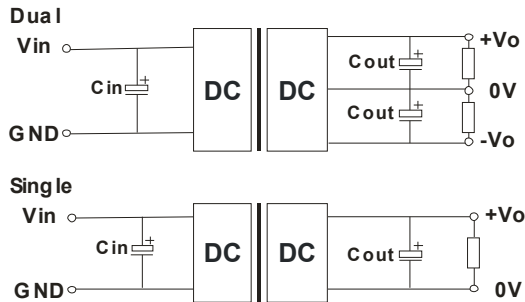 Dual
Vin
+
Cin
DC
DC
+
Cout
+
Cout
+Vo
0V
-Vo
GND
Single
Vin
+
Cin
DC
DC
+
Cout
+Vo
0V
GND